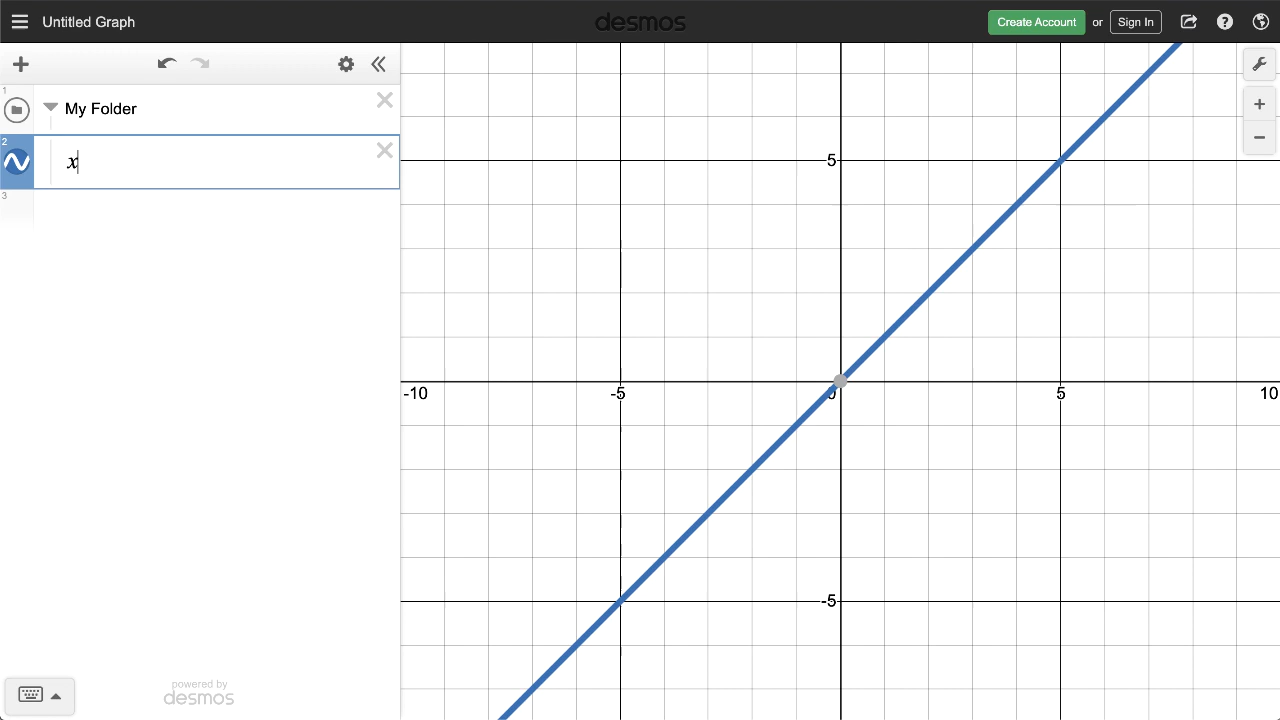 Untitled Graph
desmos
Create Account or Sign In
1
My Folder
2
x
3
5
-10 -5 0 5 10
-5
powered by
desmos